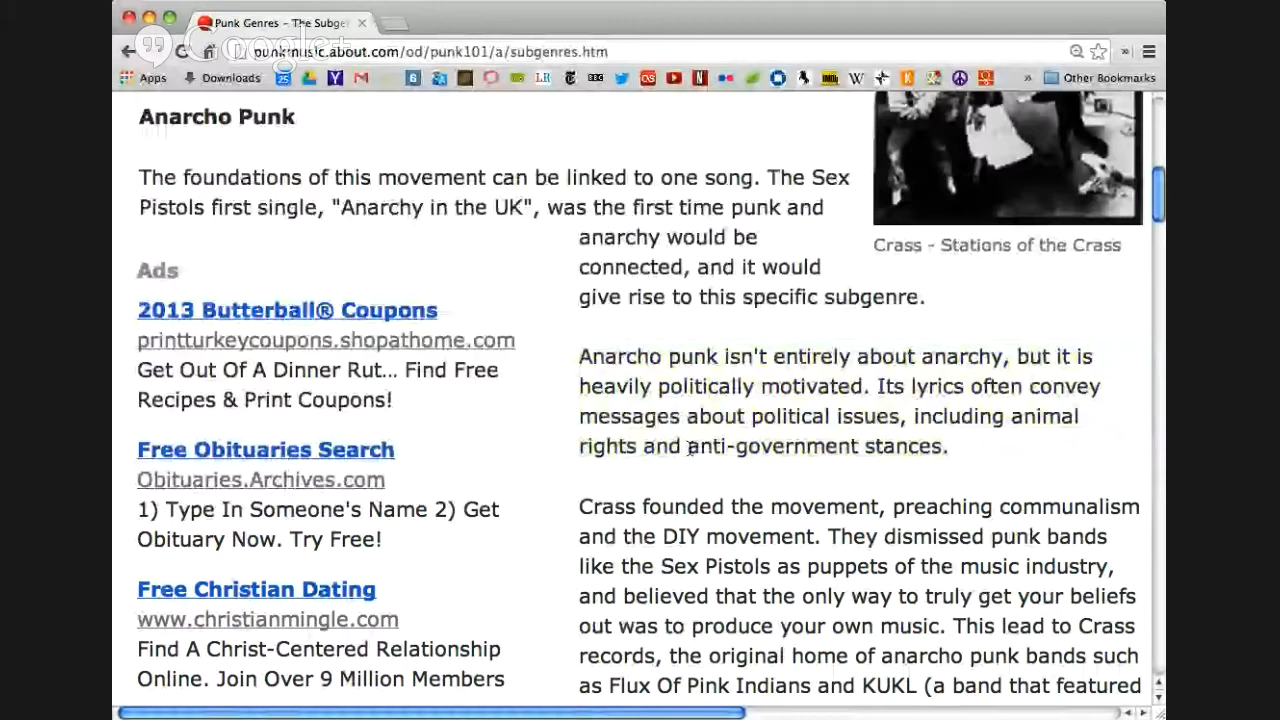 Punk Genres – The Subge
Google+
punkmusic.about.com/od/punk101/a/subgenres.htm
Apps
Downloads
Other Bookmarks
Anarcho Punk
The foundations of this movement can be linked to one song. The Sex
Pistols first single, "Anarchy in the UK", was the first time punk and
anarchy would be
connected, and it would
give rise to this specific subgenre.
Crass - Stations of the Crass
Ads
2013 Butterball® Coupons
printturkeycoupons.shopathome.com
Get Out Of A Dinner Rut... Find Free
Recipes & Print Coupons!
Free Obituaries Search
Obituaries.Archives.com
1) Type In Someone's Name 2) Get
Obituary Now. Try Free!
Free Christian Dating
www.christianmingle.com
Find A Christ-Centered Relationship
Online. Join Over 9 Million Members
Anarcho punk isn't entirely about anarchy, but it is
heavily politically motivated. Its lyrics often convey
messages about political issues, including animal
rights and anti-government stances.
Crass founded the movement, preaching communalism
and the DIY movement. They dismissed punk bands
like the Sex Pistols as puppets of the music industry,
and believed that the only way to truly get your beliefs
out was to produce your own music. This lead to Crass
records, the original home of anarcho punk bands such
as Flux Of Pink Indians and KUKL (a band that featured